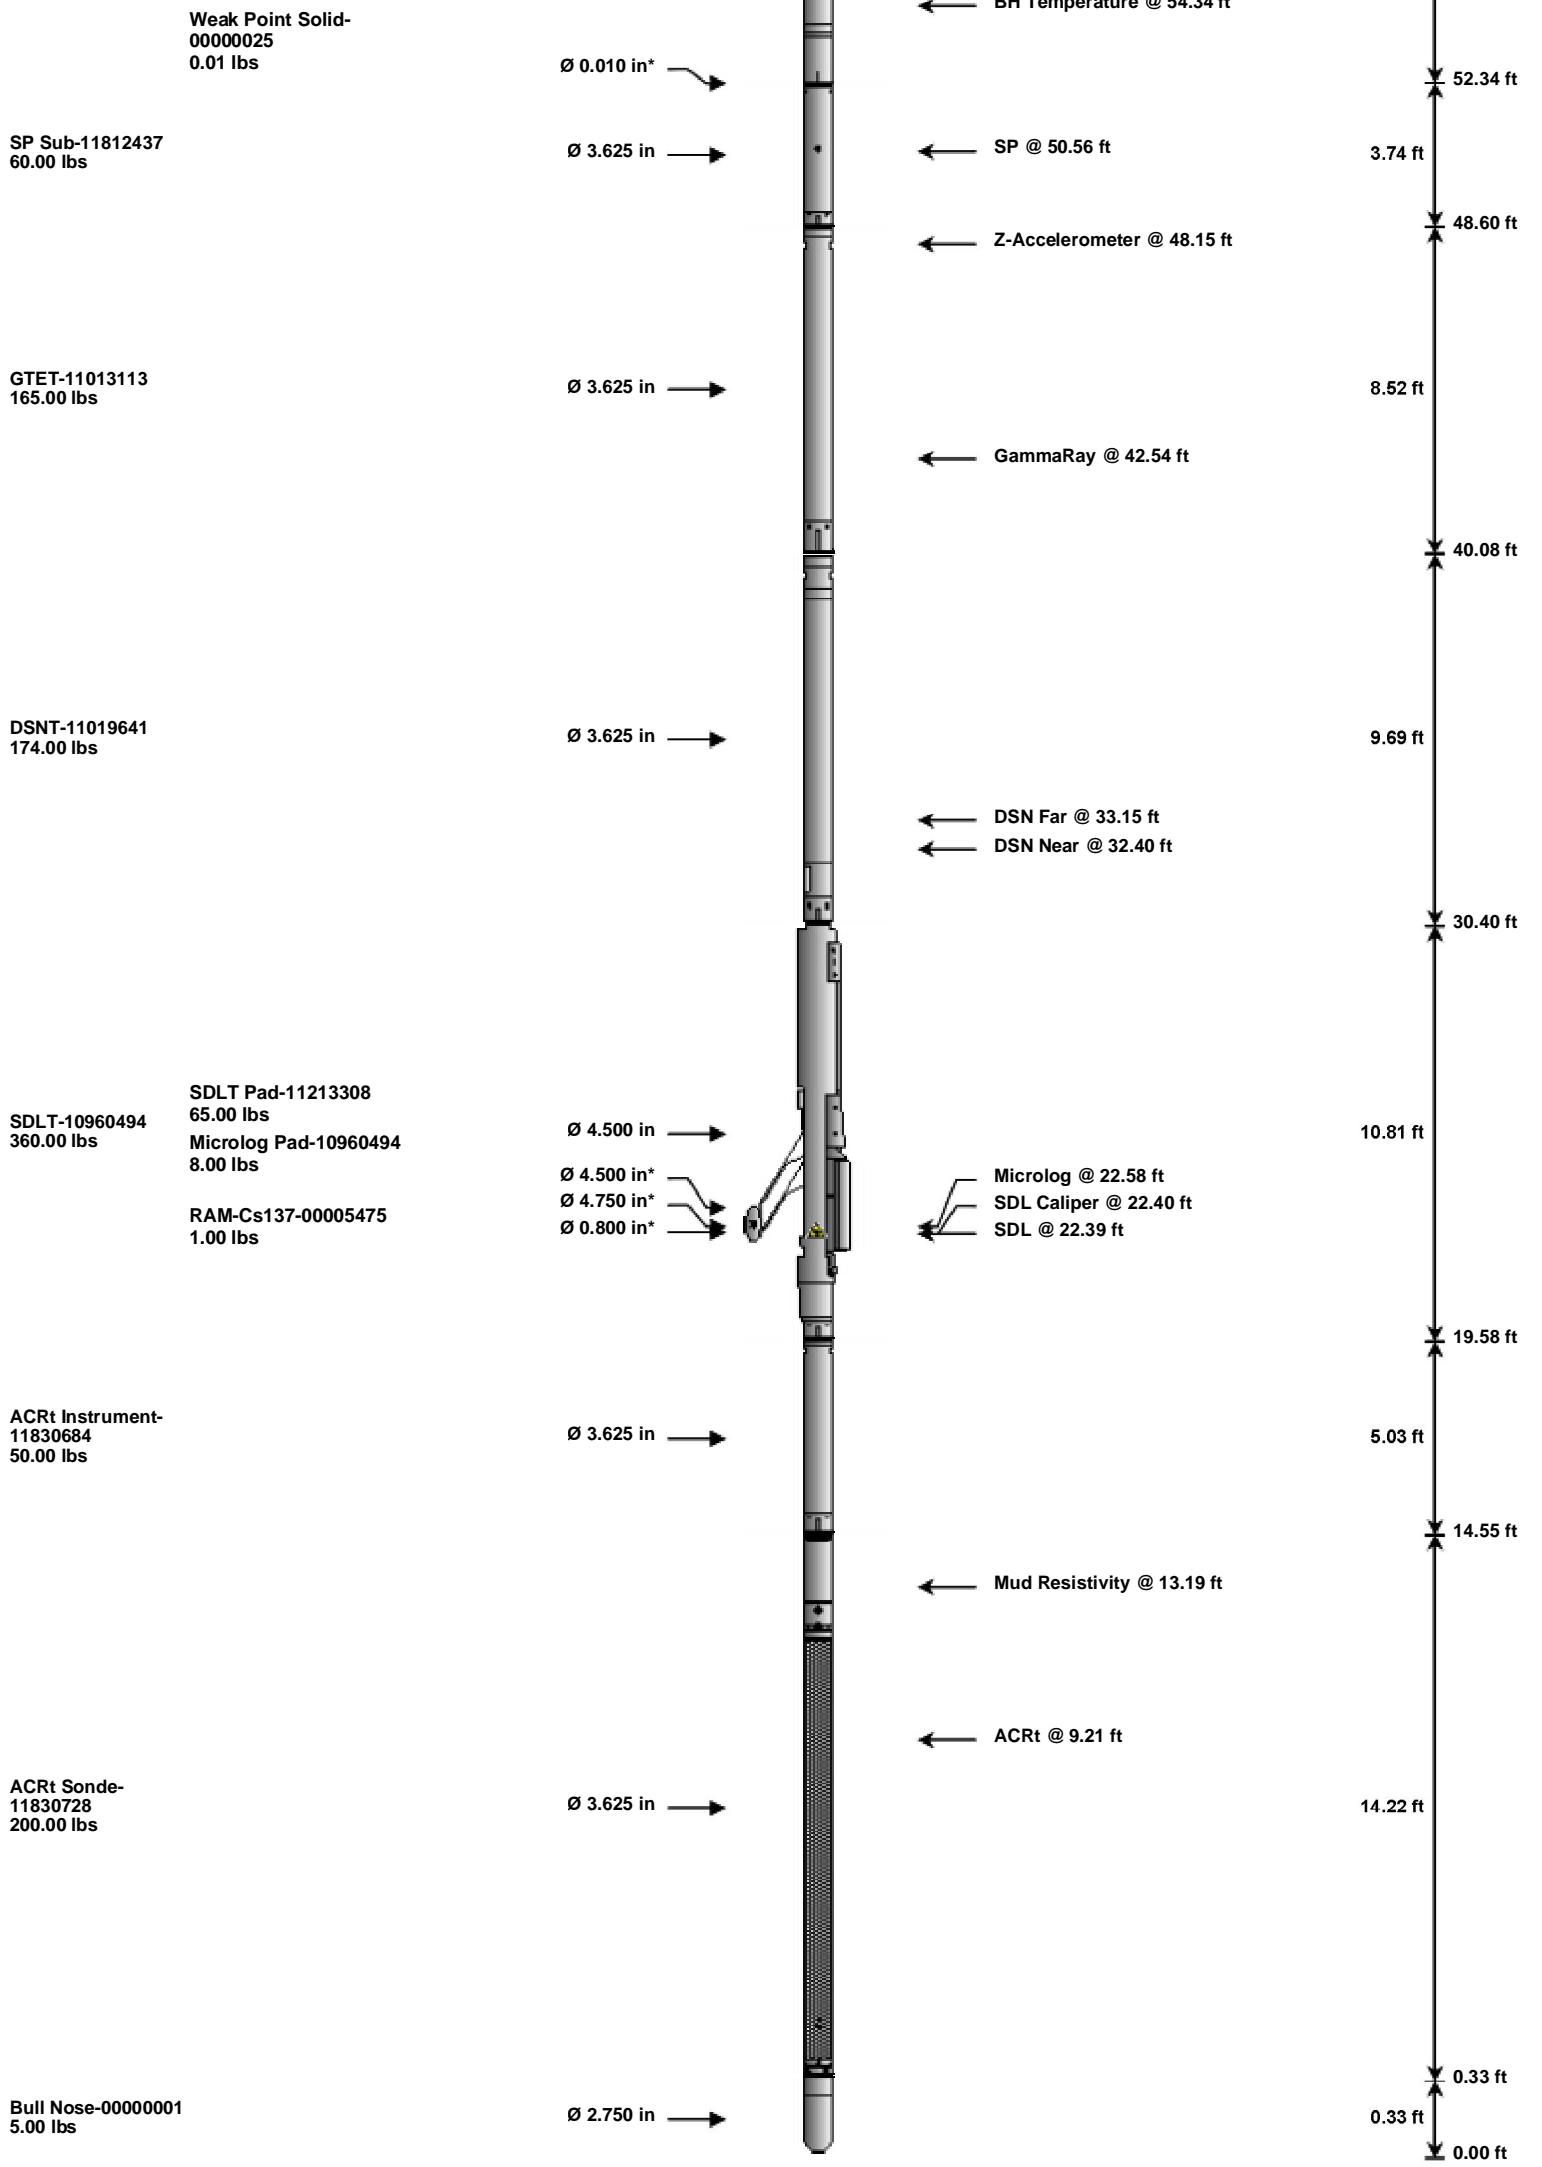 BH Temperature @ 54.34 ft
Weak Point Solid-
00000025
0.01 lbs
Ø 0.010 in*
52.34 ft
SP Sub-11812437
60.00 lbs
Ø 3.625 in
SP @ 50.56 ft
3.74 ft
48.60 ft
Z-Accelerometer @ 48.15 ft
GTET-11013113
165.00 lbs
Ø 3.625 in
8.52 ft
GammaRay @ 42.54 ft
40.08 ft
DSNT-11019641
174.00 lbs
Ø 3.625 in
9.69 ft
DSN Far @ 33.15 ft
DSN Near @ 32.40 ft
30.40 ft
SDLT-10960494
360.00 lbs
SDLT Pad-11213308
65.00 lbs
Microlog Pad-10960494
8.00 lbs
RAM-Cs137-00005475
1.00 lbs
Ø 4.500 in
Ø 4.500 in*
Ø 4.750 in*
Ø 0.800 in*
10.81 ft
Microlog @ 22.58 ft
SDL Caliper @ 22.40 ft
SDL @ 22.39 ft
19.58 ft
ACRt Instrument-
11830684
50.00 lbs
Ø 3.625 in
5.03 ft
14.55 ft
Mud Resistivity @ 13.19 ft
ACRt @ 9.21 ft
ACRt Sonde-
11830728
200.00 lbs
Ø 3.625 in
14.22 ft
0.33 ft
Bull Nose-00000001
5.00 lbs
Ø 2.750 in
0.33 ft
0.00 ft